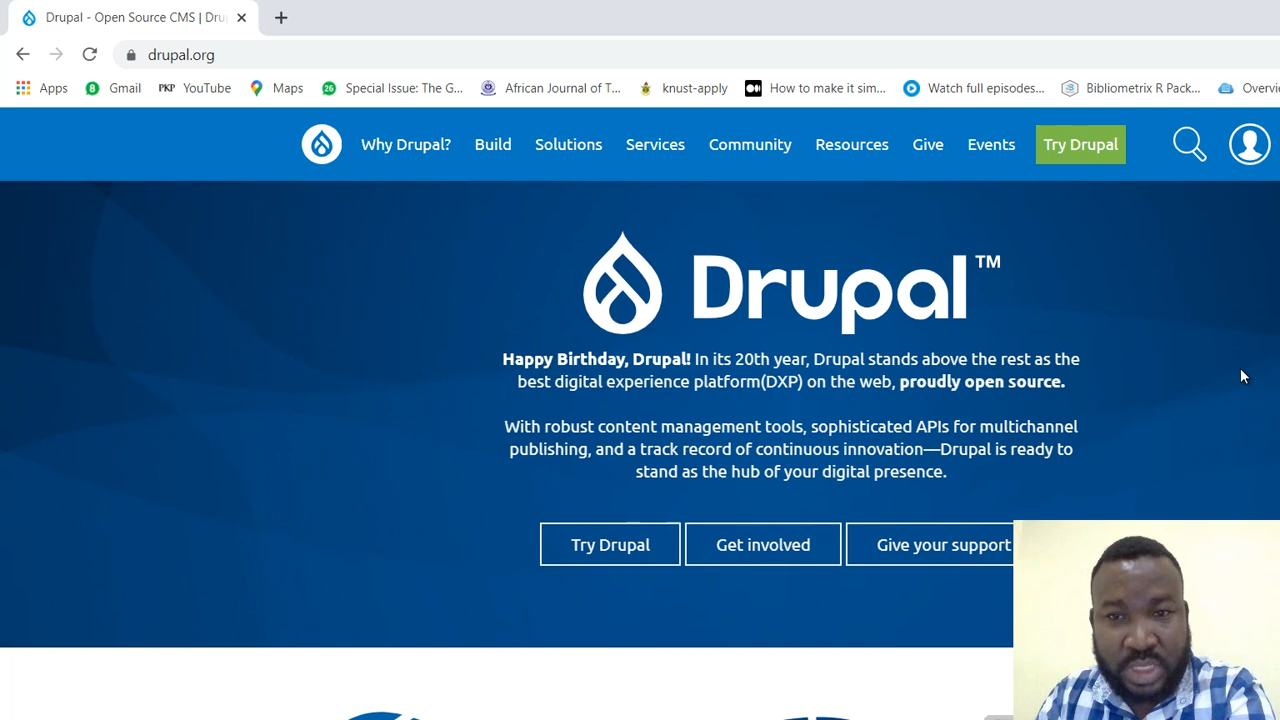 Drupal - Open Source CMS | Dru
drupal.org
Apps Gmail PKP YouTube Maps 26 Special Issue: The G... African Journal of T... knust-apply How to make it sim... Watch full episodes... Bibliometrix R Pack... Overvi
Why Drupal? Build Solutions Services Community Resources Give Events Try Drupal
Drupal™
Happy Birthday, Drupal! In its 20th year, Drupal stands above the rest as the
best digital experience platform(DXP) on the web, proudly open source.
With robust content management tools, sophisticated APIs for multichannel
publishing, and a track record of continuous innovation—Drupal is ready to
stand as the hub of your digital presence.
Try Drupal Get involved Give your support